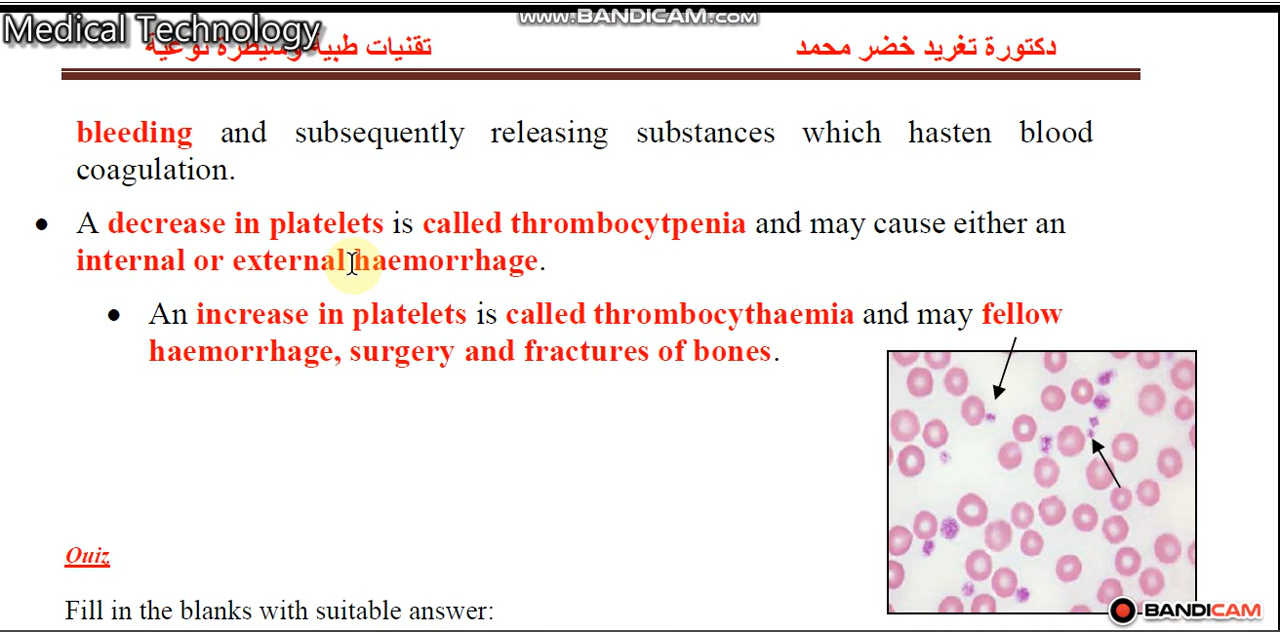 WWW.BANDICAM.COM
Medical Technology
دكتورة تغريد خضر محمد
تقنيات طبية وسيطرة نوعية
bleeding and subsequently releasing substances which hasten blood
coagulation.
• A decrease in platelets is called thrombocytpenia and may cause either an
internal or external haemorrhage.
• An increase in platelets is called thrombocythaemia and may fellow
haemorrhage, surgery and fractures of bones.
Quiz
Fill in the blanks with suitable answer:
BANDICAM